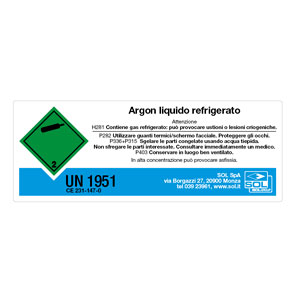 Argon liquido refrigerato
Attenzione
H281 Contiene gas refrigerato: può provocare ustioni o lesioni criogeniche.
P282 Utilizzare guanti termici/schermo facciale. Proteggere gli occhi.
P336+P315 Sgelare le parti congelate usando acqua tiepida.
Non sfregare le parti interessate. Consultare immediatamente un medico.
P403 Conservare in luogo ben ventilato.
In alta concentrazione può provocare asfissia.
2
UN 1951
CE 231-147-0
SOL SpA
via Borgazzi 27, 20900 Monza
tel 039 23961, www.sol.it
SOL